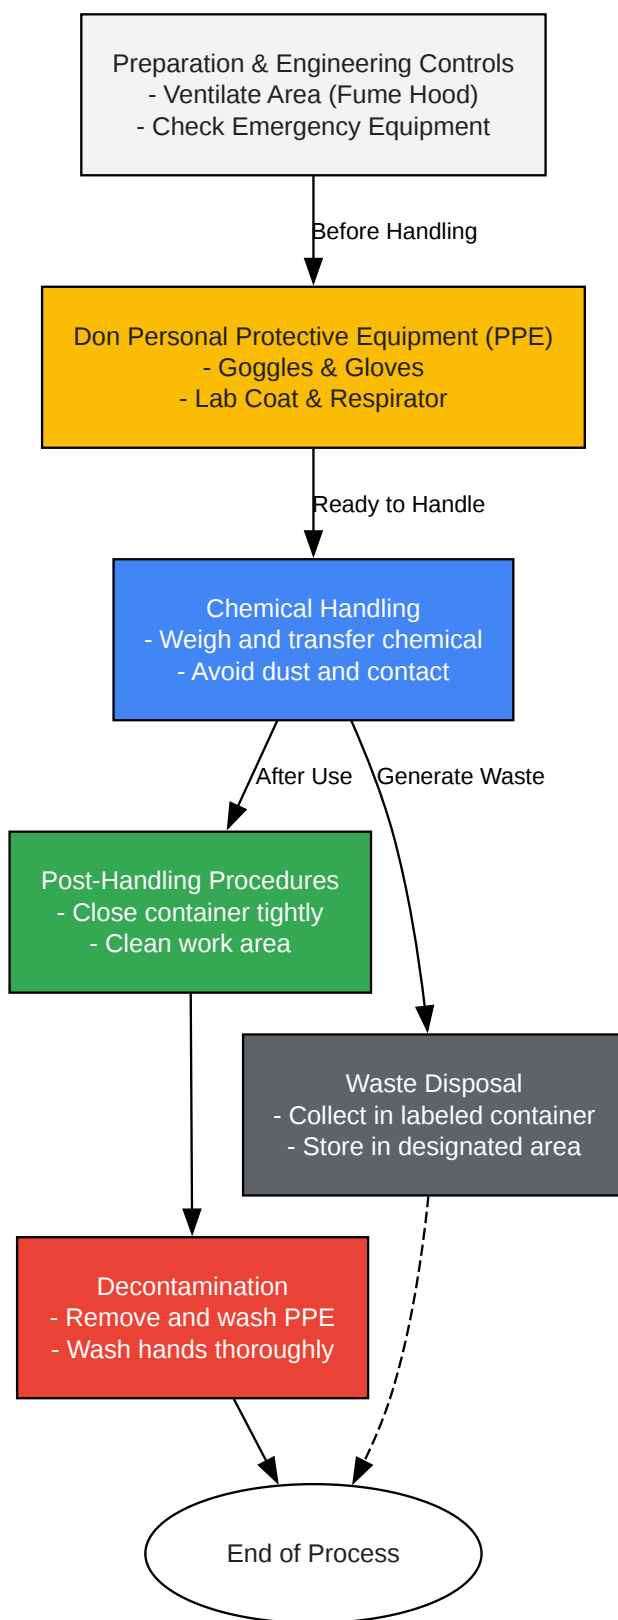 Preparation & Engineering Controls
- Ventilate Area (Fume Hood)
- Check Emergency Equipment
Before Handling
Don Personal Protective Equipment (PPE)
- Goggles & Gloves
- Lab Coat & Respirator
Ready to Handle
Chemical Handling
- Weigh and transfer chemical
- Avoid dust and contact
After Use
Generate Waste
Post-Handling Procedures
- Close container tightly
- Clean work area
Waste Disposal
- Collect in labeled container
- Store in designated area
Decontamination
- Remove and wash PPE
- Wash hands thoroughly
End of Process